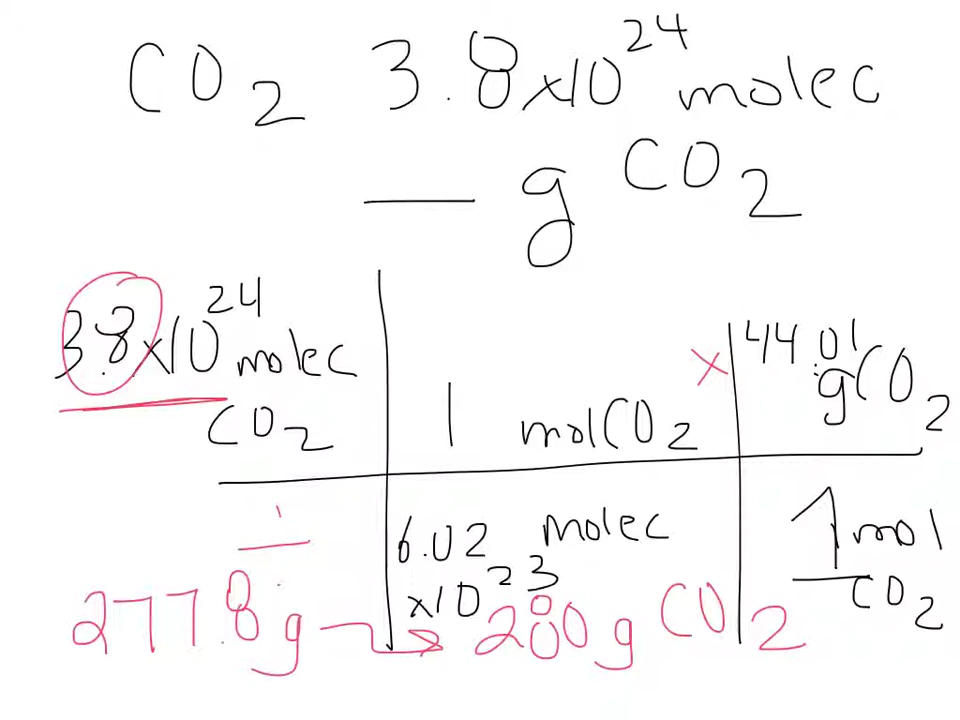 CO2 3.8x10^24 molec
__ g CO2
3.8x10^24 molec CO2 | 1 mol CO2 x | 44.01 g CO2
÷ 6.02 x10^23 molec | 1 mol CO2
277.8 g → 280 g CO2